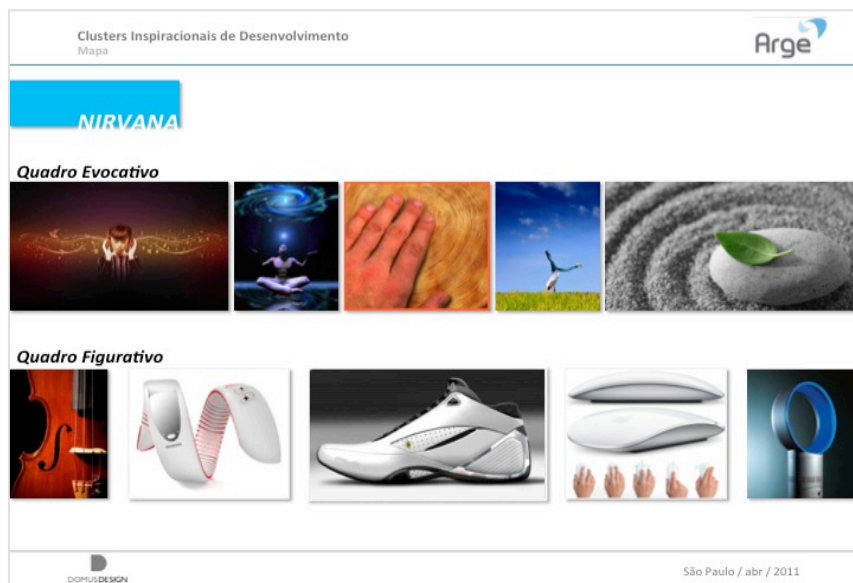 Clusters Inspiracionais de Desenvolvimento
Mapa
Arge
NIRVANA
Quadro Evocativo
Quadro Figurativo
DOMUSDESIGN
São Paulo / abr / 2011